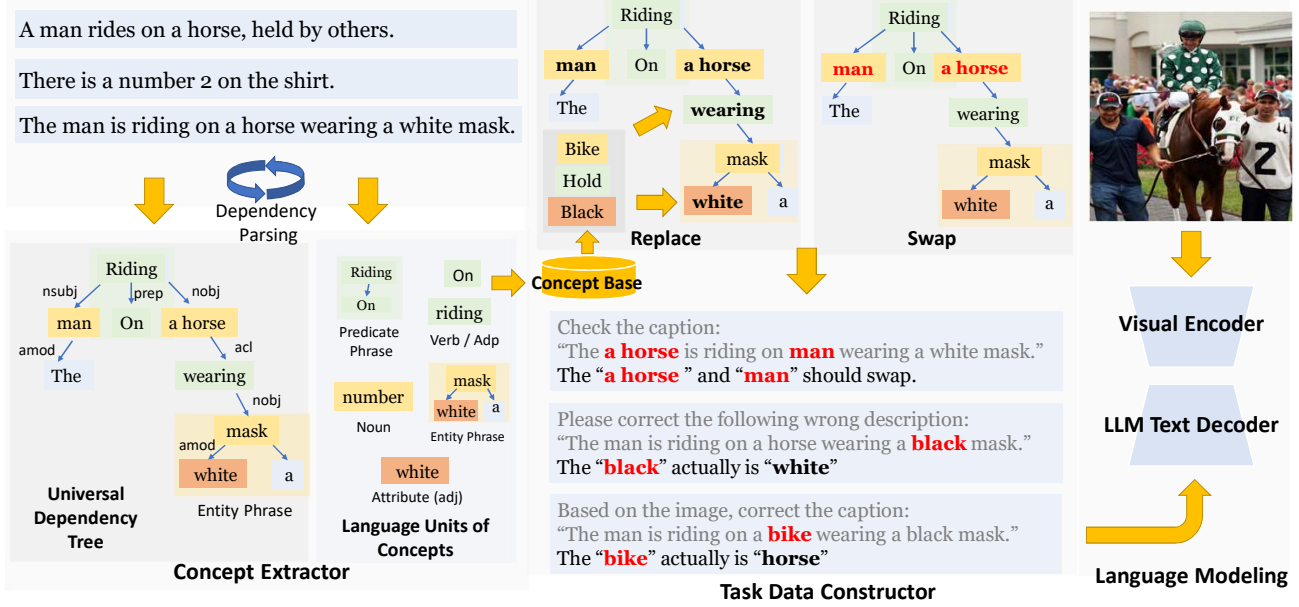 A man rides on a horse, held by others.
There is a number 2 on the shirt.
The man is riding on a horse wearing a white mask.
Dependency
Parsing
Riding
nsubj
prep
nobj
man
On
a horse
amod
acl
The
wearing
nobj
mask
amod
white
a
Entity Phrase
Universal
Dependency
Tree
Riding
On
Predicate
Phrase
On
riding
Verb / Adp
number
Noun
mask
white
a
Entity Phrase
white
Attribute (adj)
Language Units of
Concepts
Concept Extractor
Riding
man
On
a horse
The
wearing
Bike
Hold
Black
mask
white
a
Replace
Concept Base
Riding
man
On
a horse
The
wearing
mask
white
a
Swap
Check the caption:
“The a horse is riding on man wearing a white mask.”
The “a horse ” and “man” should swap.
Please correct the following wrong description:
“The man is riding on a horse wearing a black mask.”
The “black” actually is “white”
Based on the image, correct the caption:
“The man is riding on a bike wearing a black mask.”
The “bike” actually is “horse”
Task Data Constructor
2
Visual Encoder
LLM Text Decoder
Language Modeling